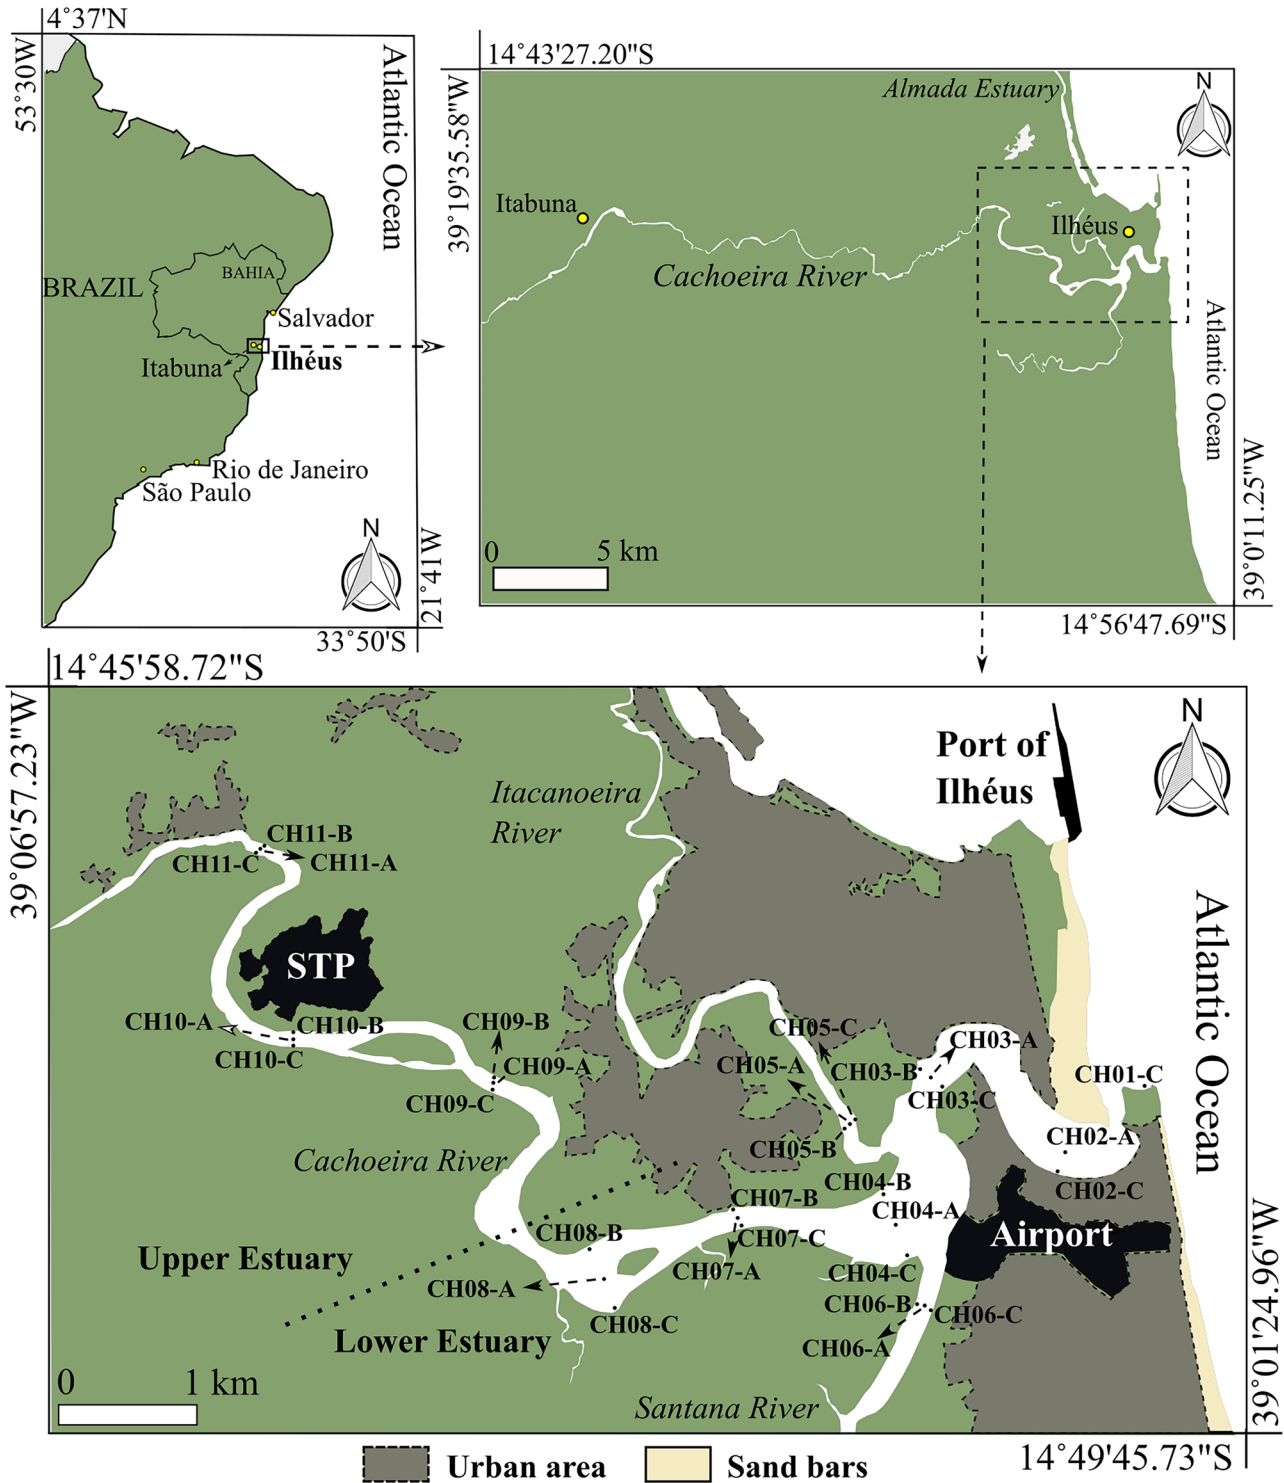 4°37'N
53°30W
Atlantic Ocean
BRAZIL
BAHIA
Salvador
Itabuna
Ilhéus
Rio de Janeiro
São Paulo
N
21°41W
33°50'S
14°43'27.20"S
39°19'35.58"W
Almada Estuary
N
Itabuna
Ilhéus
Cachoeira River
Atlantic Ocean
0 5 km
39°0'11.25"W
14°56'47.69"S
14°45'58.72"S
39°06'57.23"W
Port of
Ilhéus
N
Itacanoeira
River
CH11-B
CH11-C
CH11-A
STP
Atlantic Ocean
CH10-A
CH10-B
CH10-C
CH09-B
CH09-A
CH09-C
CH05-C
CH05-A
CH05-B
CH03-A
CH03-B
CH03-C
CH01-C
CH02-A
CH02-C
Cachoeira River
CH04-B
CH04-A
CH04-C
CH07-B
CH07-C
CH07-A
CH08-B
CH08-A
CH08-C
Airport
Upper Estuary
Lower Estuary
CH06-B
CH06-C
CH06-A
0 1 km
Santana River
39°01'24.96"W
14°49'45.73"S
Urban area
Sand bars